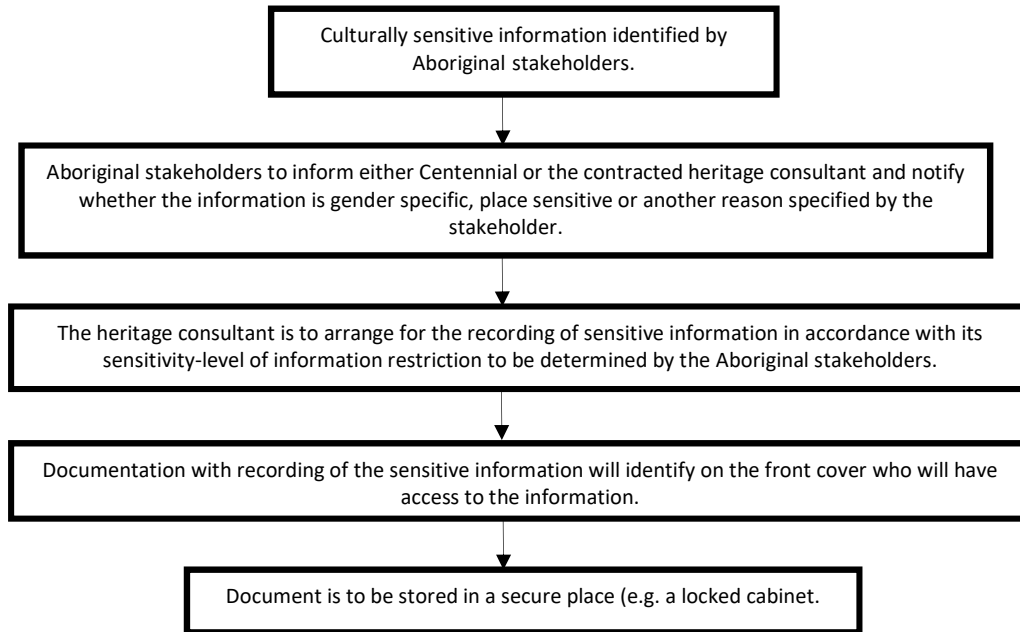 Culturally sensitive information identified by
Aboriginal stakeholders.
Aboriginal stakeholders to inform either Centennial or the contracted heritage consultant and notify
whether the information is gender specific, place sensitive or another reason specified by the
stakeholder.
The heritage consultant is to arrange for the recording of sensitive information in accordance with its
sensitivity-level of information restriction to be determined by the Aboriginal stakeholders.
Documentation with recording of the sensitive information will identify on the front cover who will have
access to the information.
Document is to be stored in a secure place (e.g. a locked cabinet.